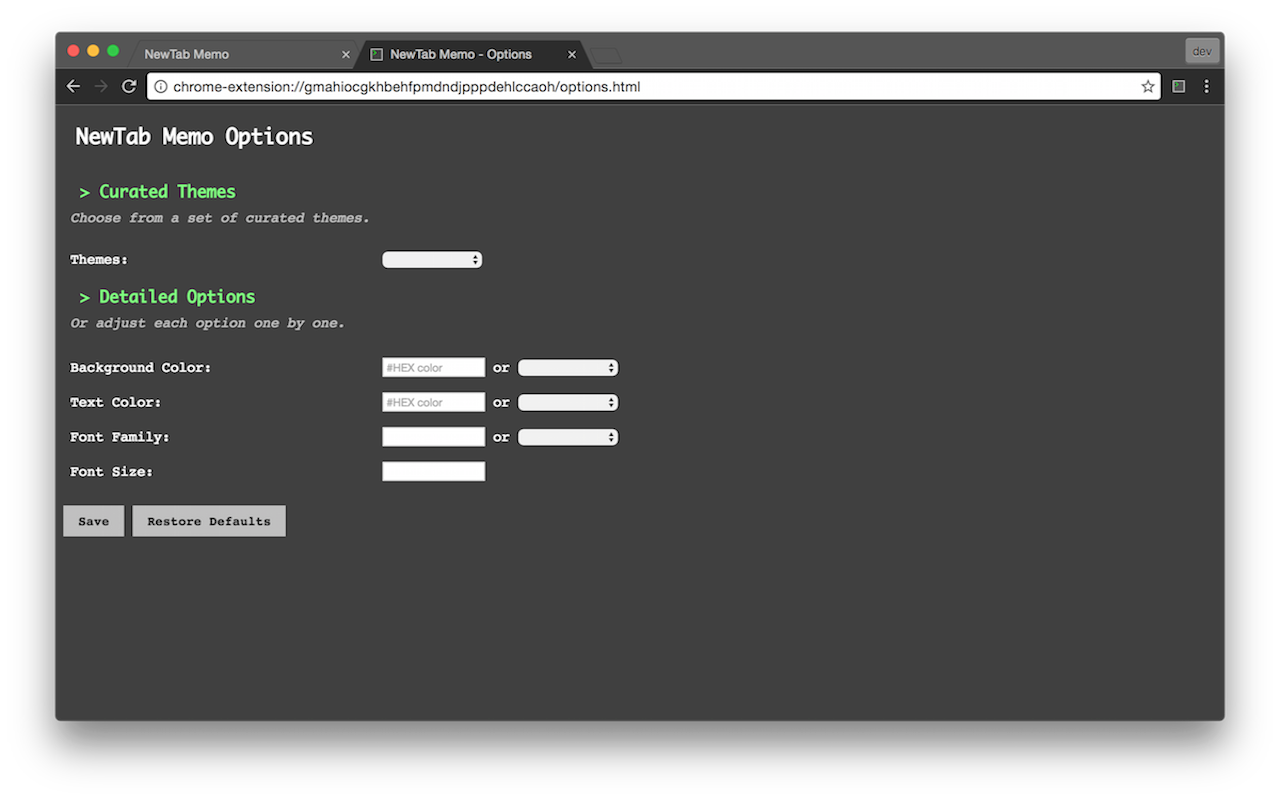 NewTab Memo
NewTab Memo - Options
dev
chrome-extension://gmahiocgkhbehfpmdndjpppdehlccaoh/options.html
NewTab Memo Options
> Curated Themes
Choose from a set of curated themes.
Themes:
> Detailed Options
Or adjust each option one by one.
Background Color: #HEX color or
Text Color: #HEX color or
Font Family: or
Font Size:
Save Restore Defaults